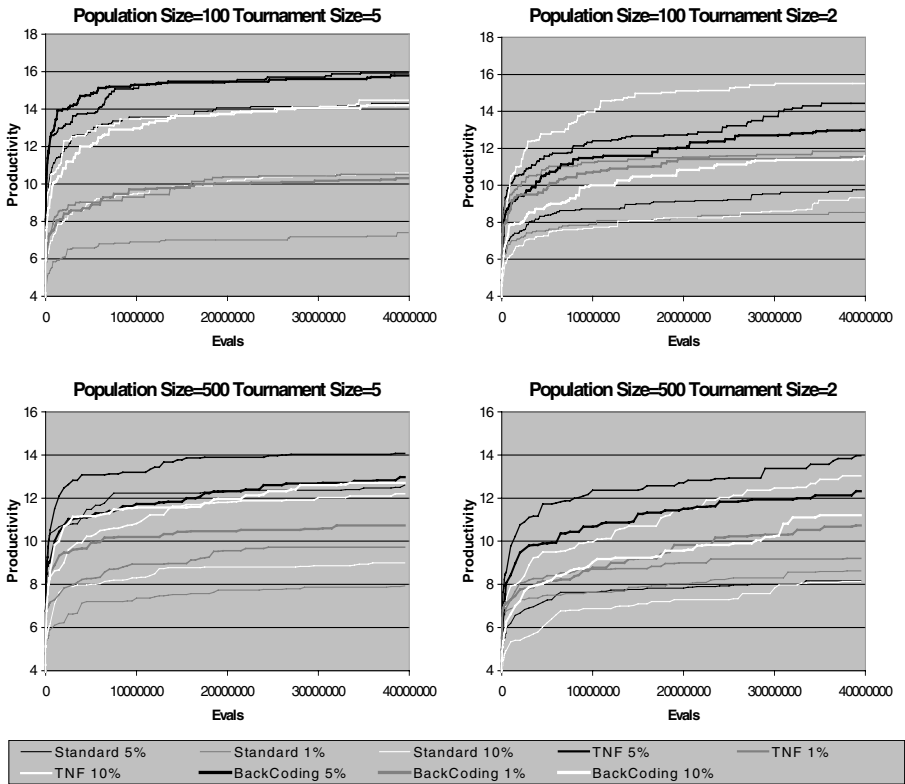 Population Size=100 Tournament Size=5
18
16
14
12
10
8
6
4
Productivity
0 10000000 20000000 30000000 40000000
Evals
Population Size=100 Tournament Size=2
18
16
14
12
10
8
6
4
Productivity
0 10000000 20000000 30000000 40000000
Evals
Population Size=500 Tournament Size=5
16
14
12
10
8
6
4
Productivity
0 10000000 20000000 30000000 40000000
Evals
Population Size=500 Tournament Size=2
16
14
12
10
8
6
4
Productivity
0 10000000 20000000 30000000 40000000
Evals
Standard 5% Standard 1% Standard 10% TNF 5% TNF 1%
TNF 10% BackCoding 5% BackCoding 1% BackCoding 10%